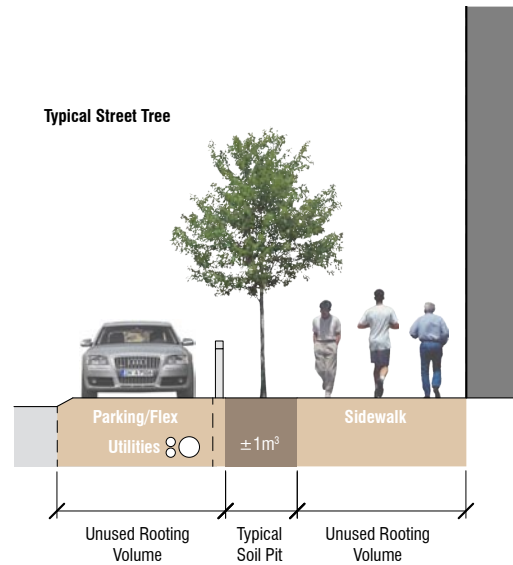 Typical Street Tree
Parking/Flex
Sidewalk
Utilities
±1m³
Unused Rooting
Volume
Typical
Soil Pit
Unused Rooting
Volume